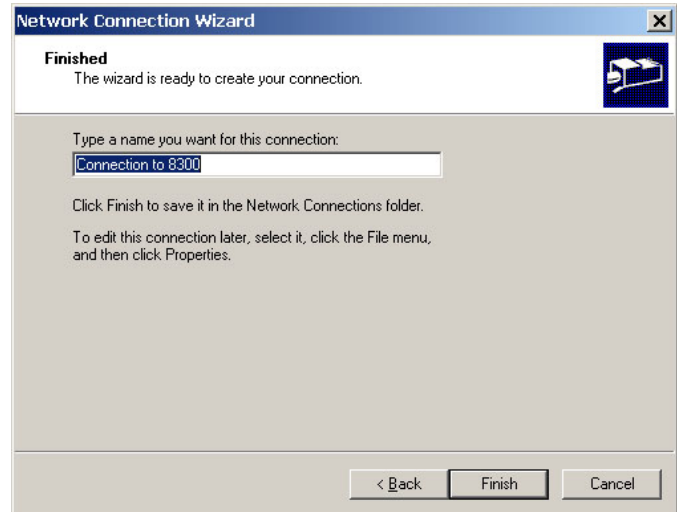 Network Connection Wizard
Finished
The wizard is ready to create your connection.
Type a name you want for this connection:
Connection to 8300
Click Finish to save it in the Network Connections folder.
To edit this connection later, select it, click the File menu,
and then click Properties.
< Back Finish Cancel